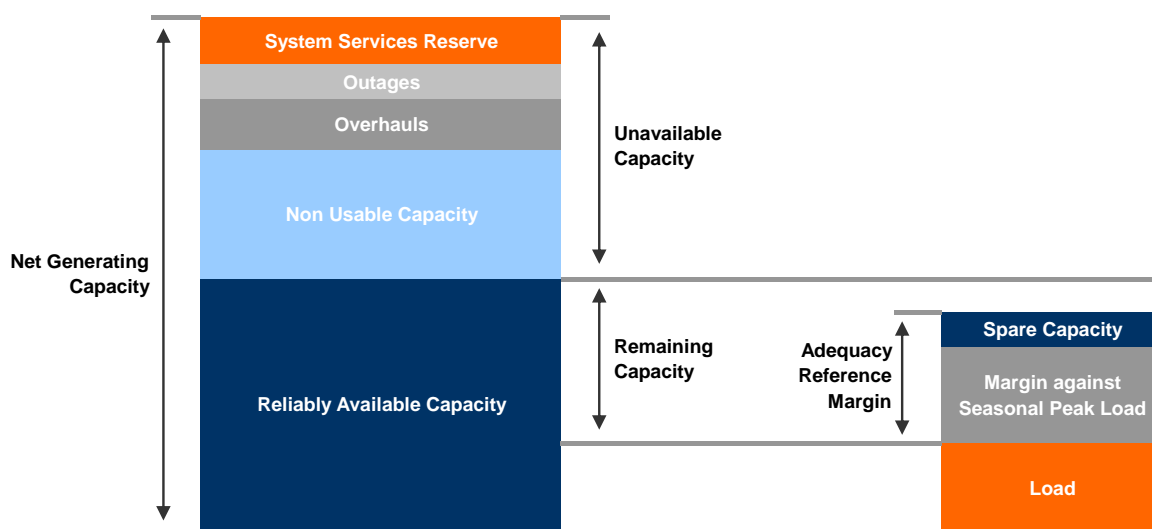 System Services Reserve
Outages
Overhauls
Unavailable
Capacity
Non Usable Capacity
Net Generating
Capacity
Reliably Available Capacity
Remaining
Capacity
Adequacy
Reference
Margin
Spare Capacity
Margin against
Seasonal Peak Load
Load